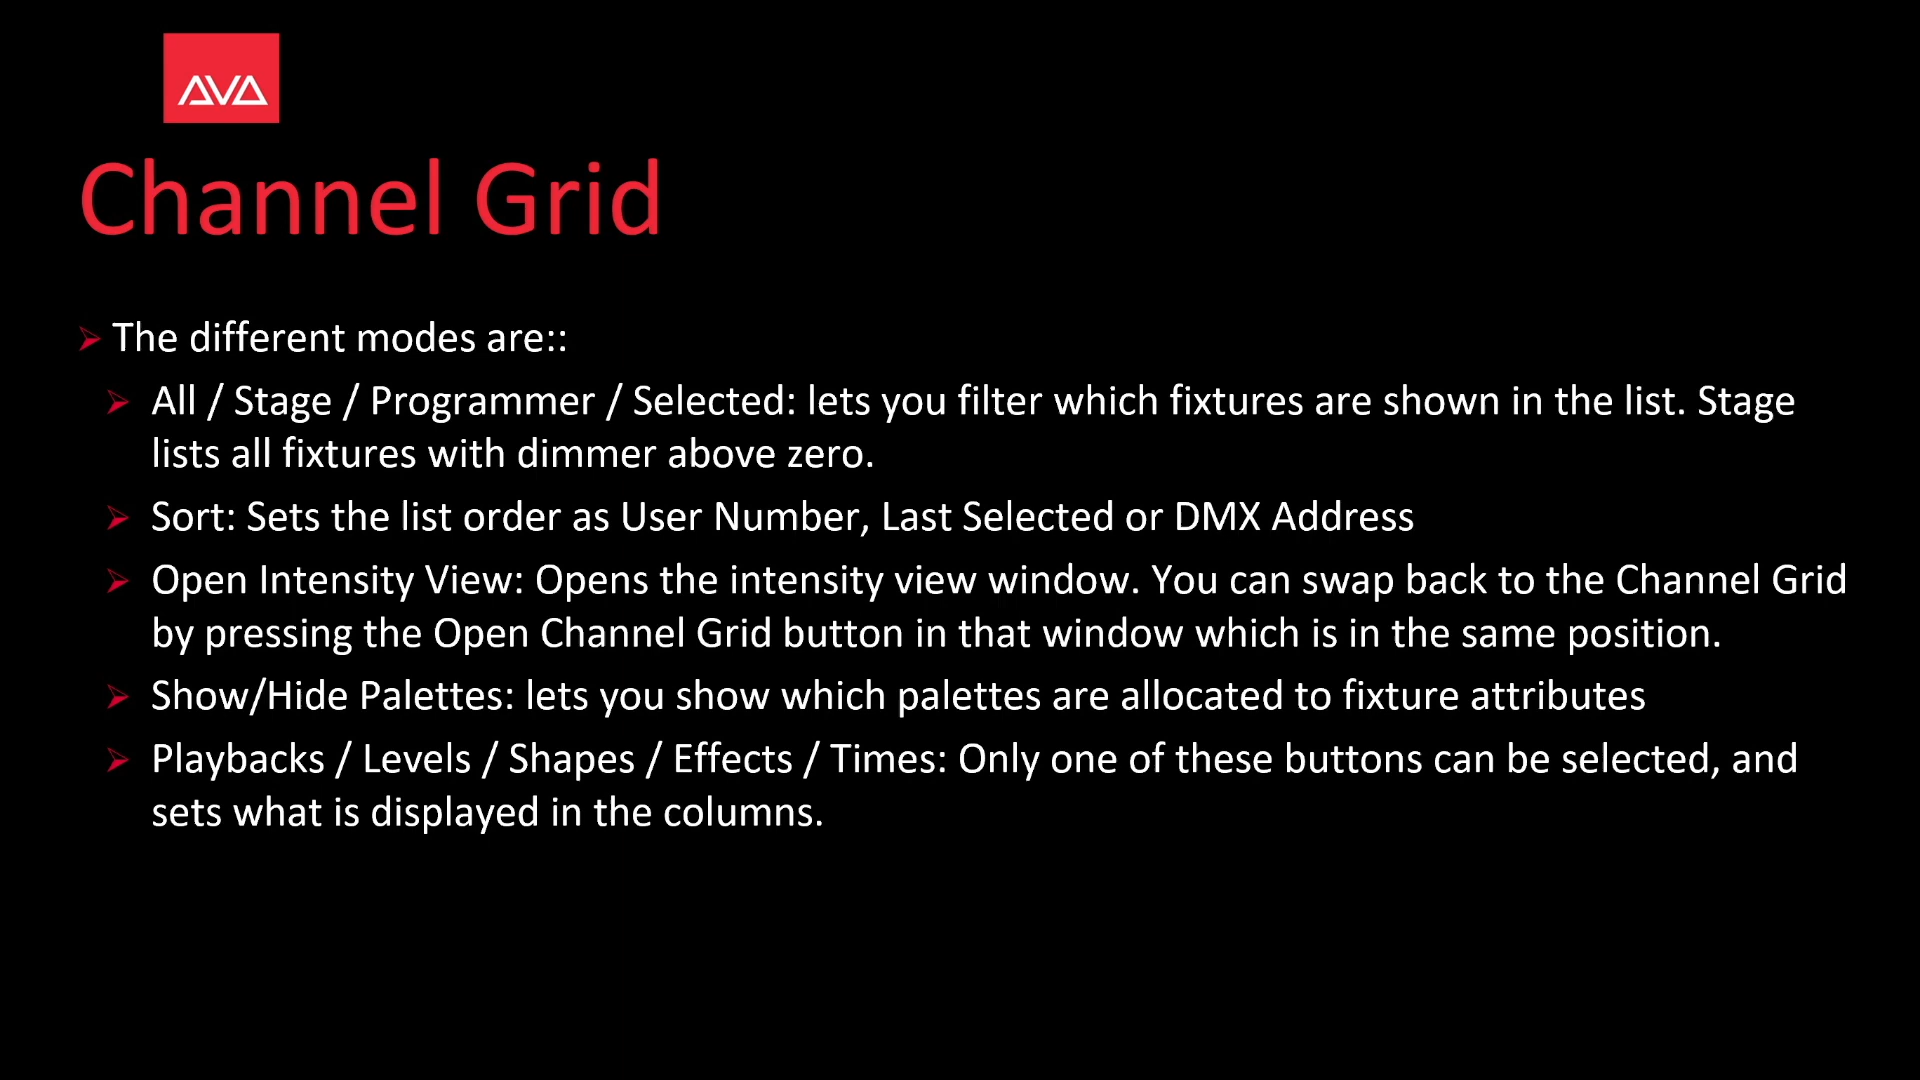 AVA
Channel Grid
The different modes are::
All / Stage / Programmer / Selected: lets you filter which fixtures are shown in the list. Stage
lists all fixtures with dimmer above zero.
Sort: Sets the list order as User Number, Last Selected or DMX Address
Open Intensity View: Opens the intensity view window. You can swap back to the Channel Grid
by pressing the Open Channel Grid button in that window which is in the same position.
Show/Hide Palettes: lets you show which palettes are allocated to fixture attributes
Playbacks / Levels / Shapes / Effects / Times: Only one of these buttons can be selected, and
sets what is displayed in the columns.